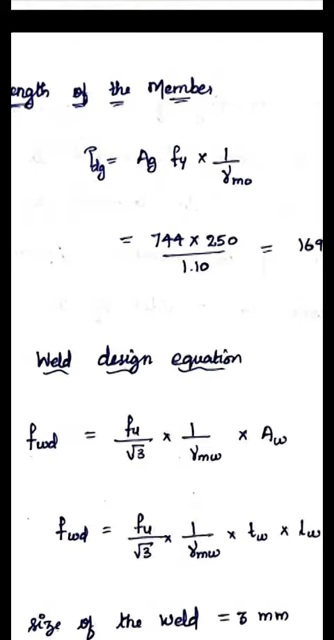 ength of the Member
Tdg = Ag fy × 1/γmo
= 744 × 250 / 1.10 = 169
Weld design equation
fwd = fu/√3 × 1/γmw × Aw
fwd = fu/√3 × 1/γmw × tw × lw
size of the weld = 3 mm